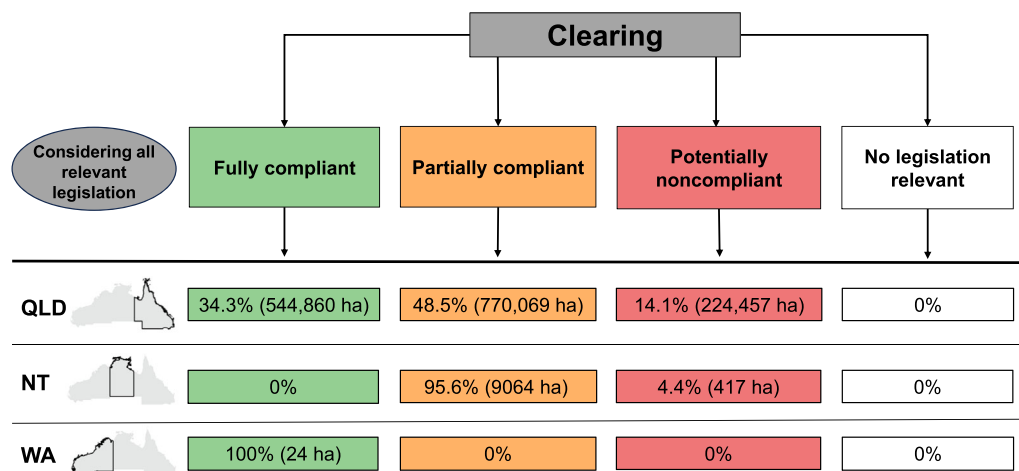 Clearing
Considering all
relevant
legislation
Fully compliant
Partially compliant
Potentially
noncompliant
No legislation
relevant
QLD
34.3% (544,860 ha)
48.5% (770,069 ha)
14.1% (224,457 ha)
0%
NT
0%
95.6% (9064 ha)
4.4% (417 ha)
0%
WA
100% (24 ha)
0%
0%
0%